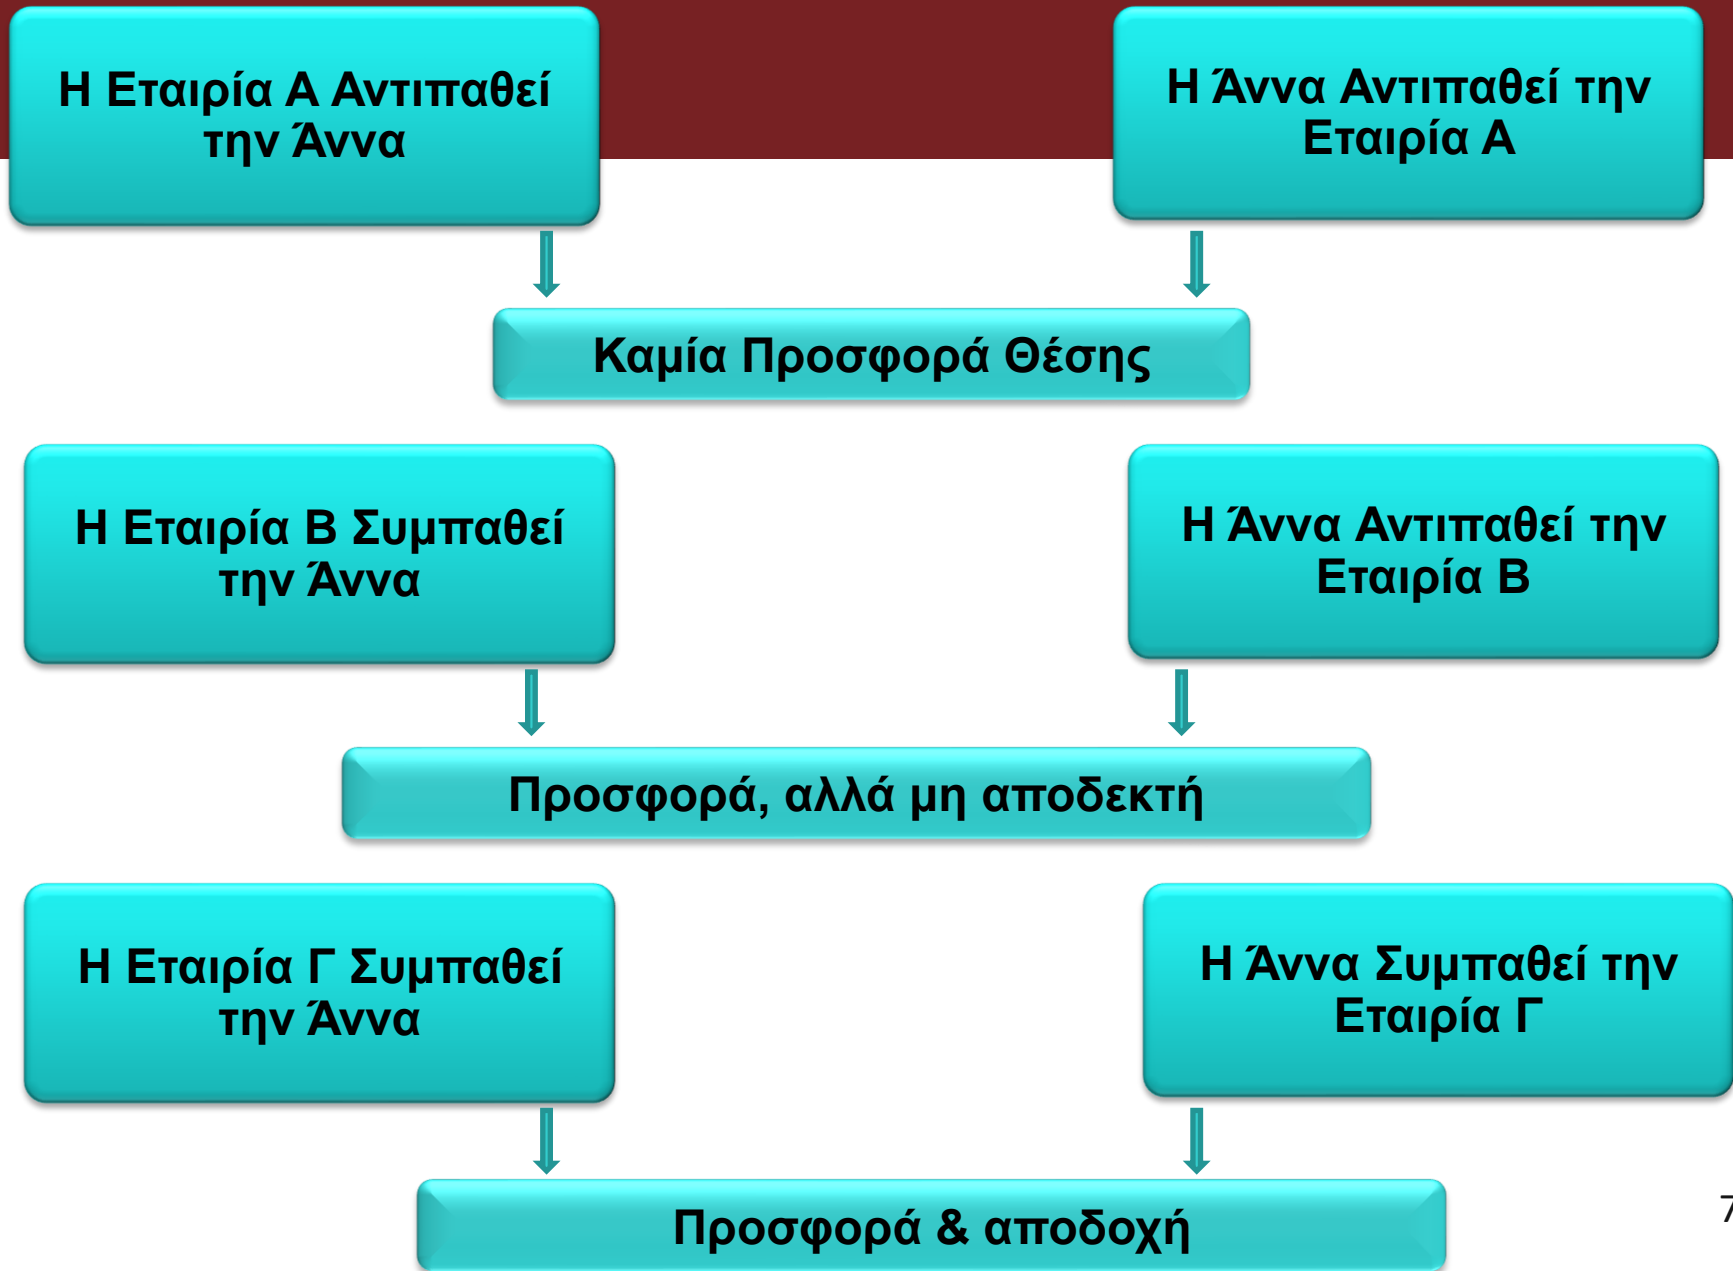 Η Εταιρία Α Αντιπαθεί
την Άννα
Η Άννα Αντιπαθεί την
Εταιρία Α
Καμία Προσφορά Θέσης
Η Εταιρία Β Συμπαθεί
την Άννα
Η Άννα Αντιπαθεί την
Εταιρία Β
Προσφορά, αλλά μη αποδεκτή
Η Εταιρία Γ Συμπαθεί
την Άννα
Η Άννα Συμπαθεί την
Εταιρία Γ
Προσφορά & αποδοχή
7